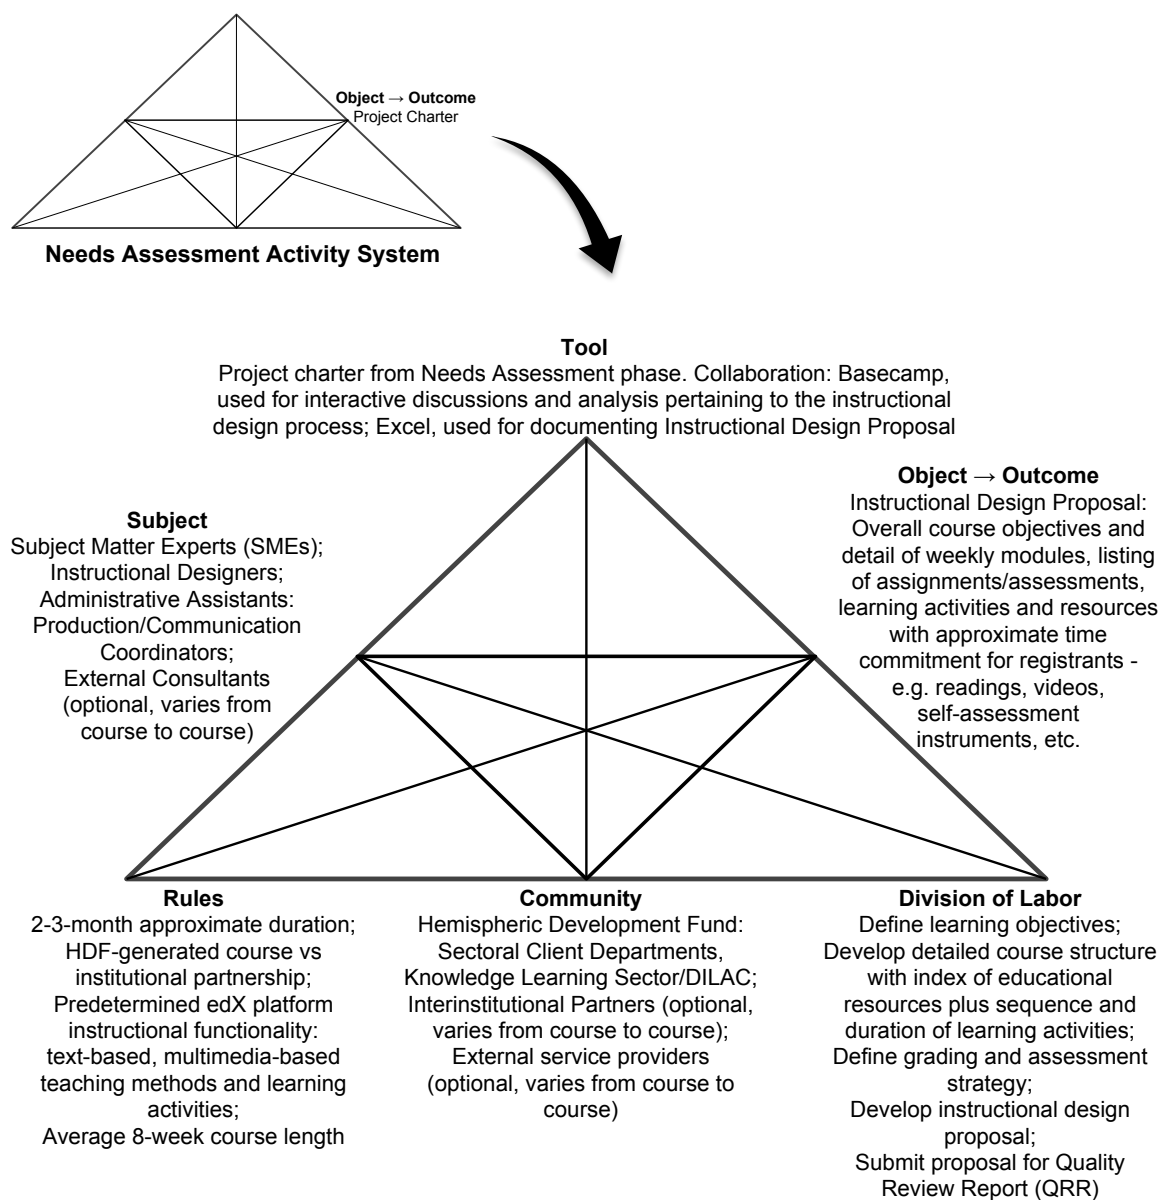 Object → Outcome
Project Charter
Needs Assessment Activity System
Tool
Project charter from Needs Assessment phase. Collaboration: Basecamp,
used for interactive discussions and analysis pertaining to the instructional
design process; Excel, used for documenting Instructional Design Proposal
Subject
Subject Matter Experts (SMEs);
Instructional Designers;
Administrative Assistants:
Production/Communication
Coordinators;
External Consultants
(optional, varies from
course to course)
Object → Outcome
Instructional Design Proposal:
Overall course objectives and
detail of weekly modules, listing
of assignments/assessments,
learning activities and resources
with approximate time
commitment for registrants -
e.g. readings, videos,
self-assessment
instruments, etc.
Rules
2-3-month approximate duration;
HDF-generated course vs
institutional partnership;
Predetermined edX platform
instructional functionality:
text-based, multimedia-based
teaching methods and learning
activities;
Average 8-week course length
Community
Hemispheric Development Fund:
Sectoral Client Departments,
Knowledge Learning Sector/DILAC;
Interinstitutional Partners (optional,
varies from course to course);
External service providers
(optional, varies from course to
course)
Division of Labor
Define learning objectives;
Develop detailed course structure
with index of educational
resources plus sequence and
duration of learning activities;
Define grading and assessment
strategy;
Develop instructional design
proposal;
Submit proposal for Quality
Review Report (QRR)